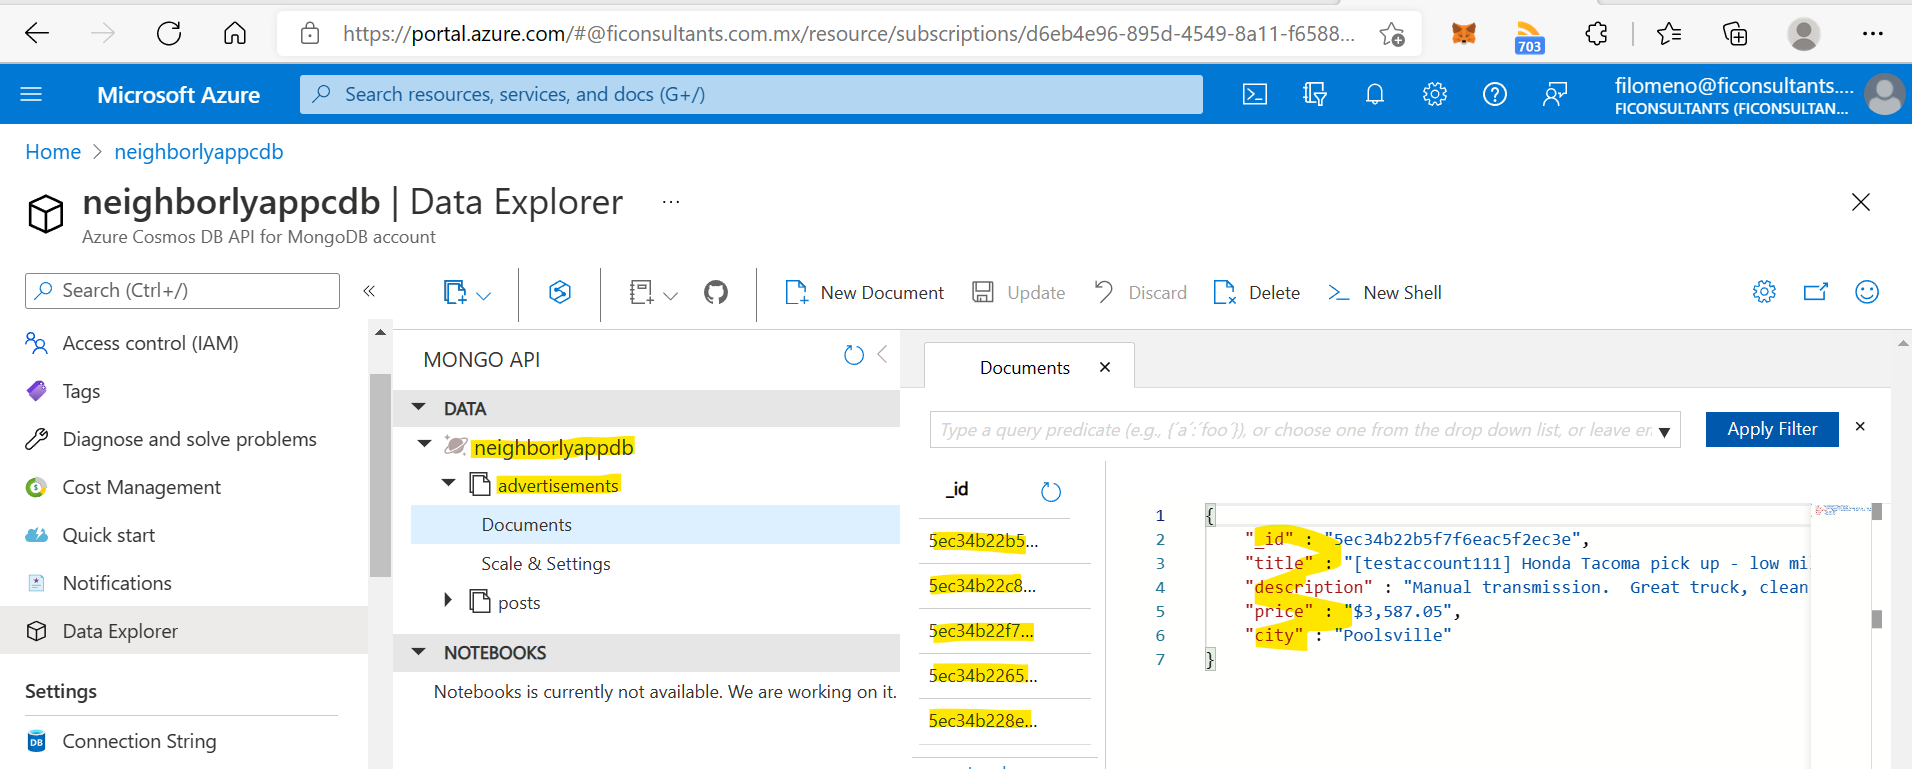 https://portal.azure.com/#@ficonsultants.com.mx/resource/subscriptions/d6eb4e96-895d-4549-8a11-f6588...
703
Microsoft Azure
Search resources, services, and docs (G+/)
filomeno@ficonsultants....
FICONSULTANTS (FICONSULTAN...
Home > neighborlyappcdb
neighborlyappcdb | Data Explorer ...
Azure Cosmos DB API for MongoDB account
Search (Ctrl+/)
«
New Document
Update
Discard
Delete
New Shell
Access control (IAM)
Tags
Diagnose and solve problems
Cost Management
Quick start
Notifications
Data Explorer
Settings
Connection String
MONGO API
DATA
neighborlyappdb
advertisements
Documents
Scale & Settings
posts
NOTEBOOKS
Notebooks is currently not available. We are working on it.
Documents
Type a query predicate (e.g., {´a´:´foo´}), or choose one from the drop down list, or leave
Apply Filter
_id
5ec34b22b5...
5ec34b22c8...
5ec34b22f7...
5ec34b2265...
5ec34b228e...
1 {
2 "_id" : "5ec34b22b5f7f6eac5f2ec3e",
3 "title" : "[testaccount111] Honda Tacoma pick up - low
4 "description" : "Manual transmission.  Great truck, clean
5 "price" : "$3,587.05",
6 "city" : "Poolsville"
7 }